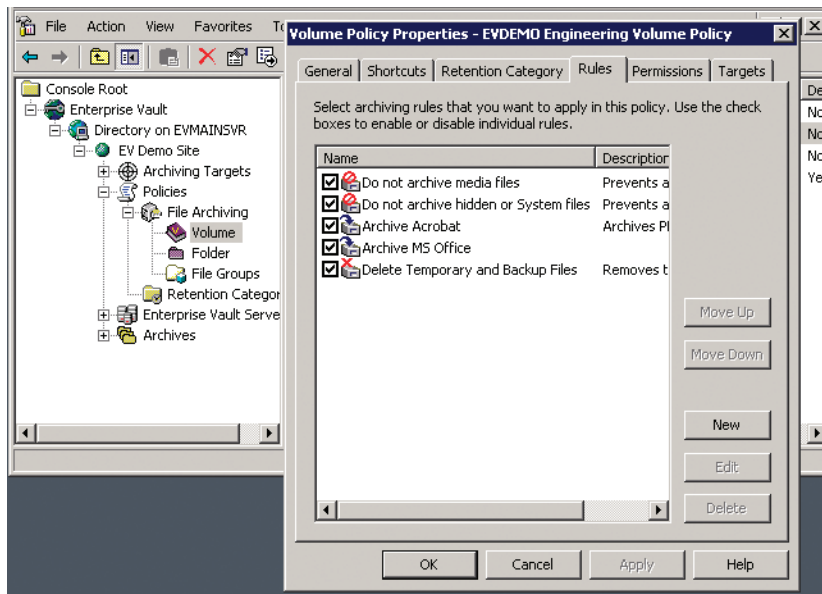 File Action View Favorites
Console Root
Enterprise Vault
Directory on EVMAINSVR
EV Demo Site
Archiving Targets
Policies
File Archiving
Volume
Folder
File Groups
Retention Categor
Enterprise Vault Serve
Archives
Volume Policy Properties - EVDEMO Engineering Volume Policy
General Shortcuts Retention Category Rules Permissions Targets
Select archiving rules that you want to apply in this policy. Use the check
boxes to enable or disable individual rules.
Name Description
Do not archive media files Prevents a
Do not archive hidden or System files Prevents a
Archive Acrobat Archives
Archive MS Office
Delete Temporary and Backup Files Removes t
Move Up
Move Down
New
Edit
Delete
OK Cancel Apply Help
De
No
No
No
Ye